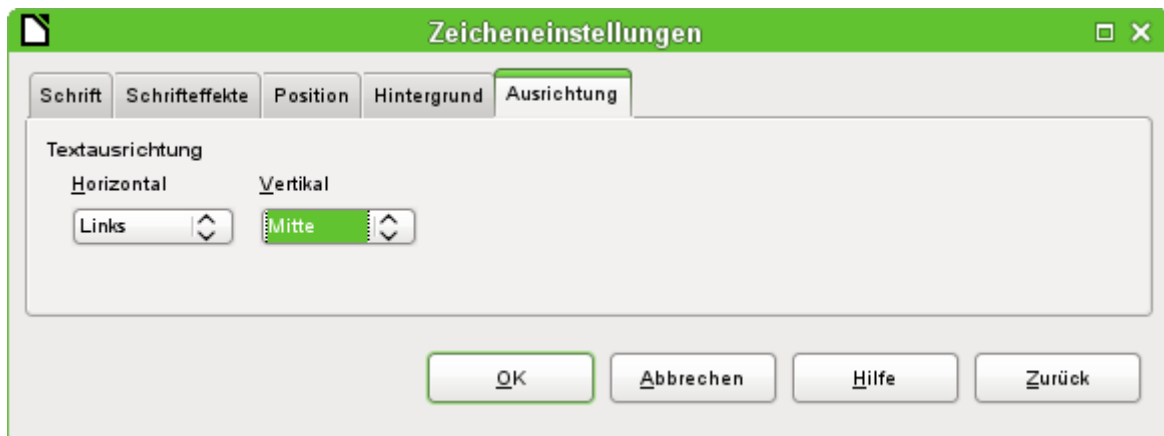 Zeicheneinstellungen
Schrift Schrifteffekte Position Hintergrund Ausrichtung
Textausrichtung
Horizontal Vertikal
Links Mitte
OK Abbrechen Hilfe Zurück